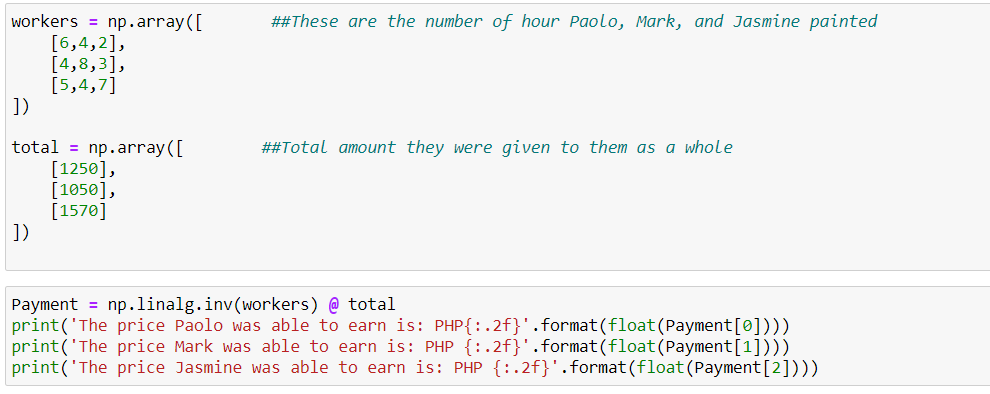 workers = np.array([       ##These are the number of hour Paolo, Mark, and Jasmine painted
    [6,4,2],
    [4,8,3],
    [5,4,7]
])
total = np.array([        ##Total amount they were given to them as a whole
    [1250],
    [1050],
    [1570]
])
Payment = np.linalg.inv(workers) @ total
print('The price Paolo was able to earn is: PHP{:.2f}'.format(float(Payment[0])))
print('The price Mark was able to earn is: PHP {:.2f}'.format(float(Payment[1])))
print('The price Jasmine was able to earn is: PHP {:.2f}'.format(float(Payment[2])))